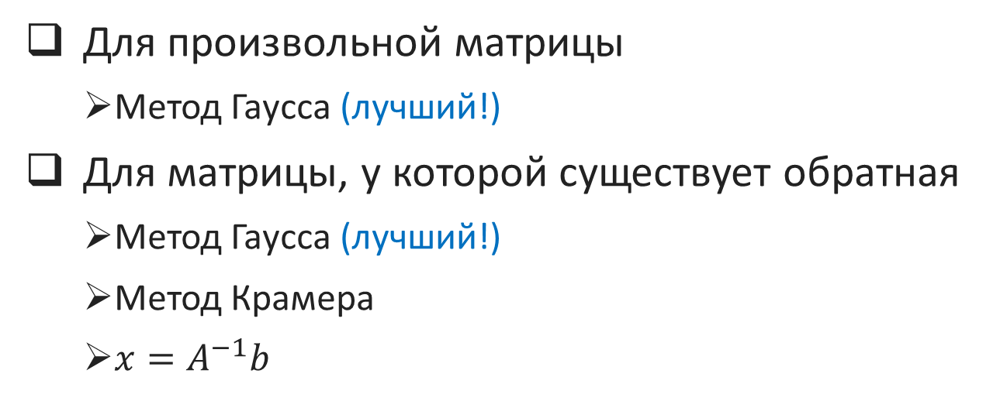 ❑ Для произвольной матрицы
➢Метод Гаусса (лучший!)
❑ Для матрицы, у которой существует обратная
➢Метод Гаусса (лучший!)
➢Метод Крамера
➢𝑥 = 𝐴⁻¹𝑏